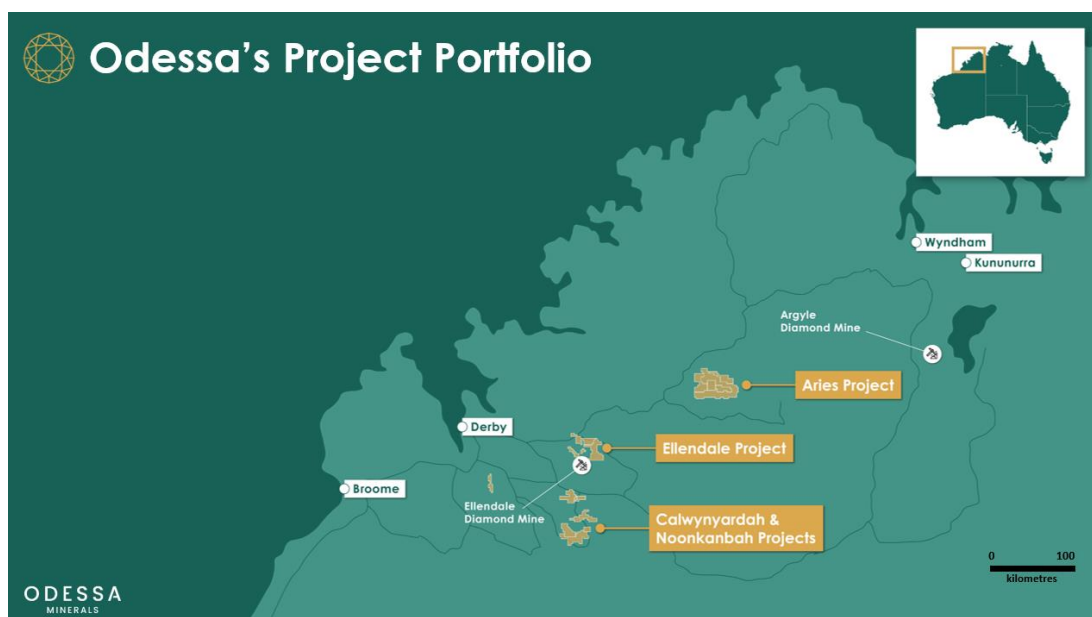 Odessa's Project Portfolio
Wyndham
Kununurra
Argyle
Diamond Mine
Aries Project
Derby
Ellendale Project
Broome
Ellendale
Diamond Mine
Calwynyardah &
Noonkanbah Projects
0 100
kilometres
ODESSA
MINERALS